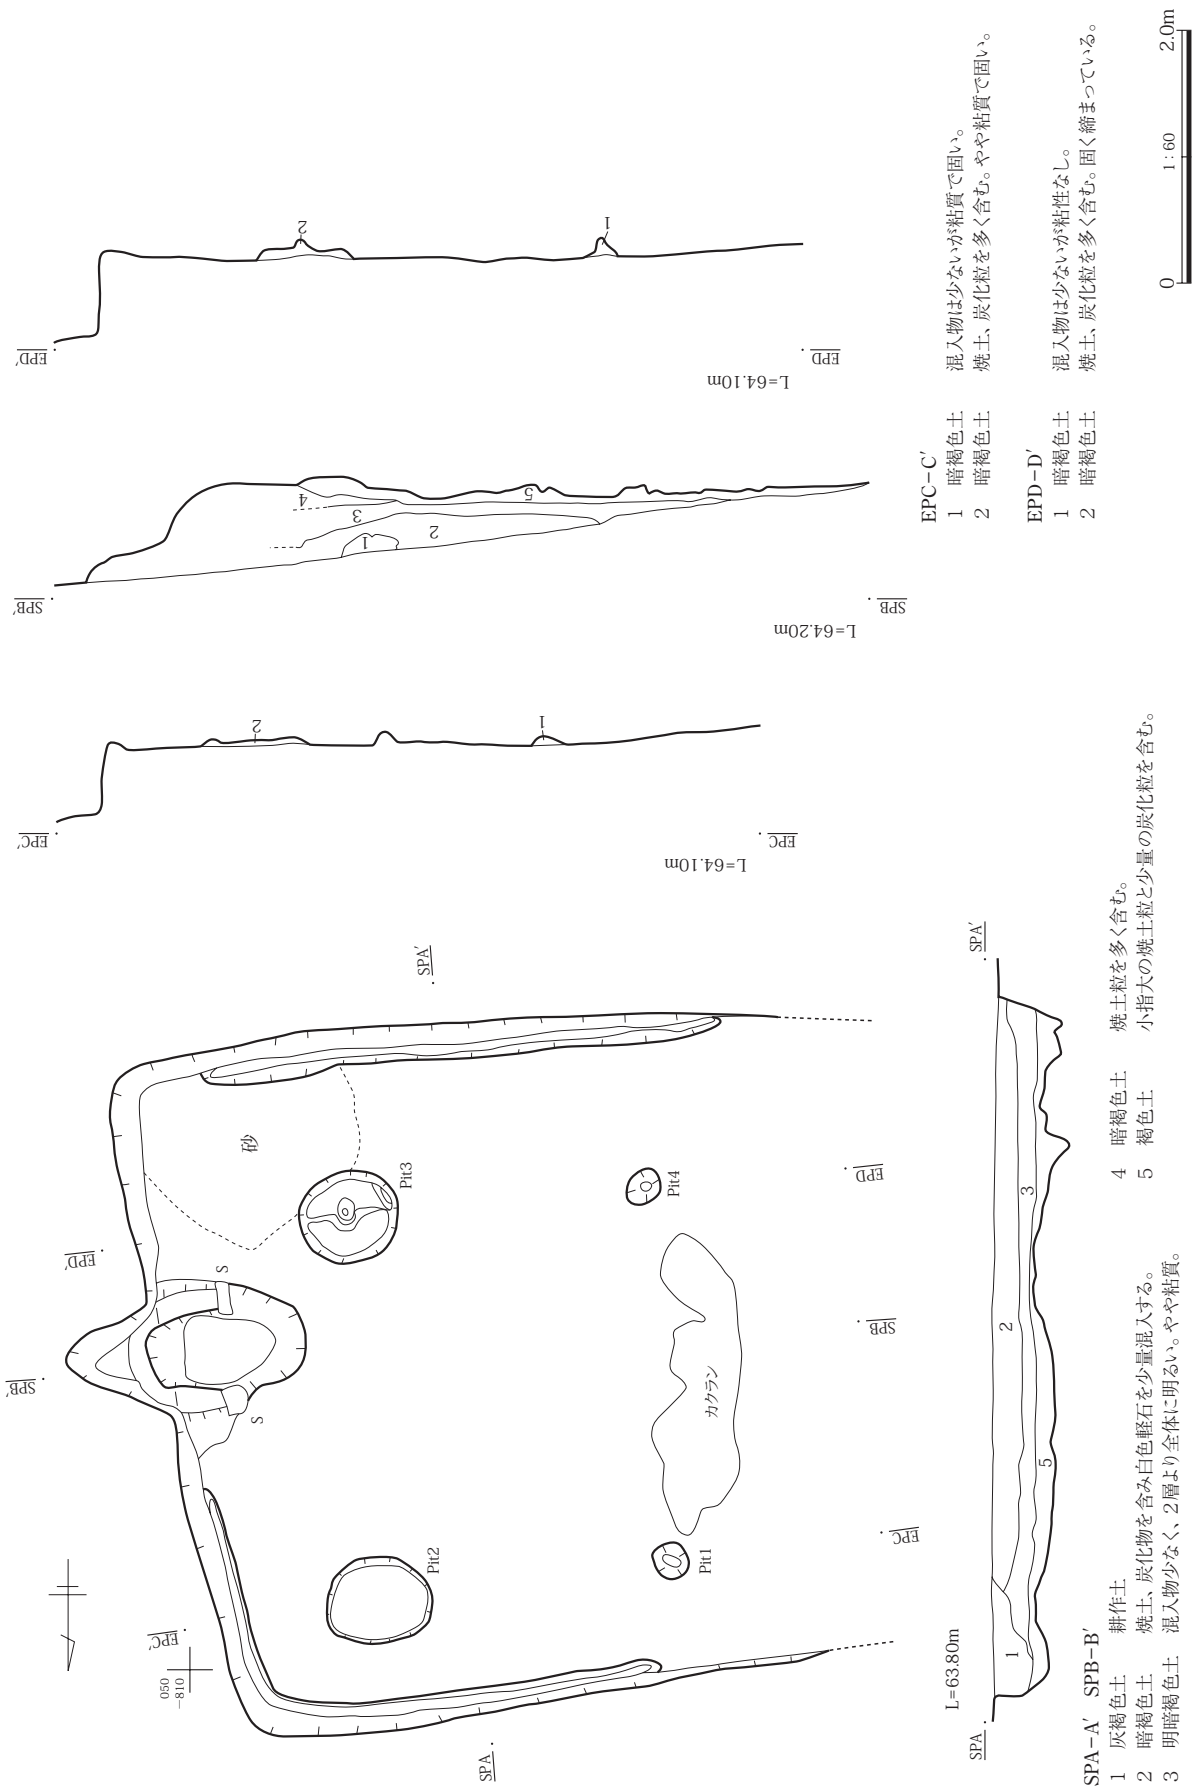 EPD′
EPD
L=64.10m
2
1
SPB′
SPB
L=64.20m
1
2
3
4
5
EPC′
EPC
L=64.10m
2
1
SPA′
SPA
EPD′
EPD
SPB′
SPB
EPC′
EPC
砂
S
S
Pit3
Pit4
Pit2
Pit1
カクラン
050
−810
SPA
SPA′
L=63.80m
1
2
3
5
SPA−A′ SPB−B′
1 灰褐色土 耕作土
2 暗褐色土 焼土、炭化物を含み白色軽石を少量混入する。
3 明暗褐色土 混入物少なく、2層より全体に明るい。やや粘質。
4 暗褐色土 焼土粒を多く含む。
5 褐色土 小指大の焼土粒と少量の炭化粒を含む。
EPC−C′
1 暗褐色土 混入物は少ないが粘質で固い。
2 暗褐色土 焼土、炭化粒を多く含む。やや粘質で固い。
EPD−D′
1 暗褐色土 混入物は少ないが粘性なし。
2 暗褐色土 焼土、炭化粒を多く含む。固く締まっている。
0 1:60 2.0m